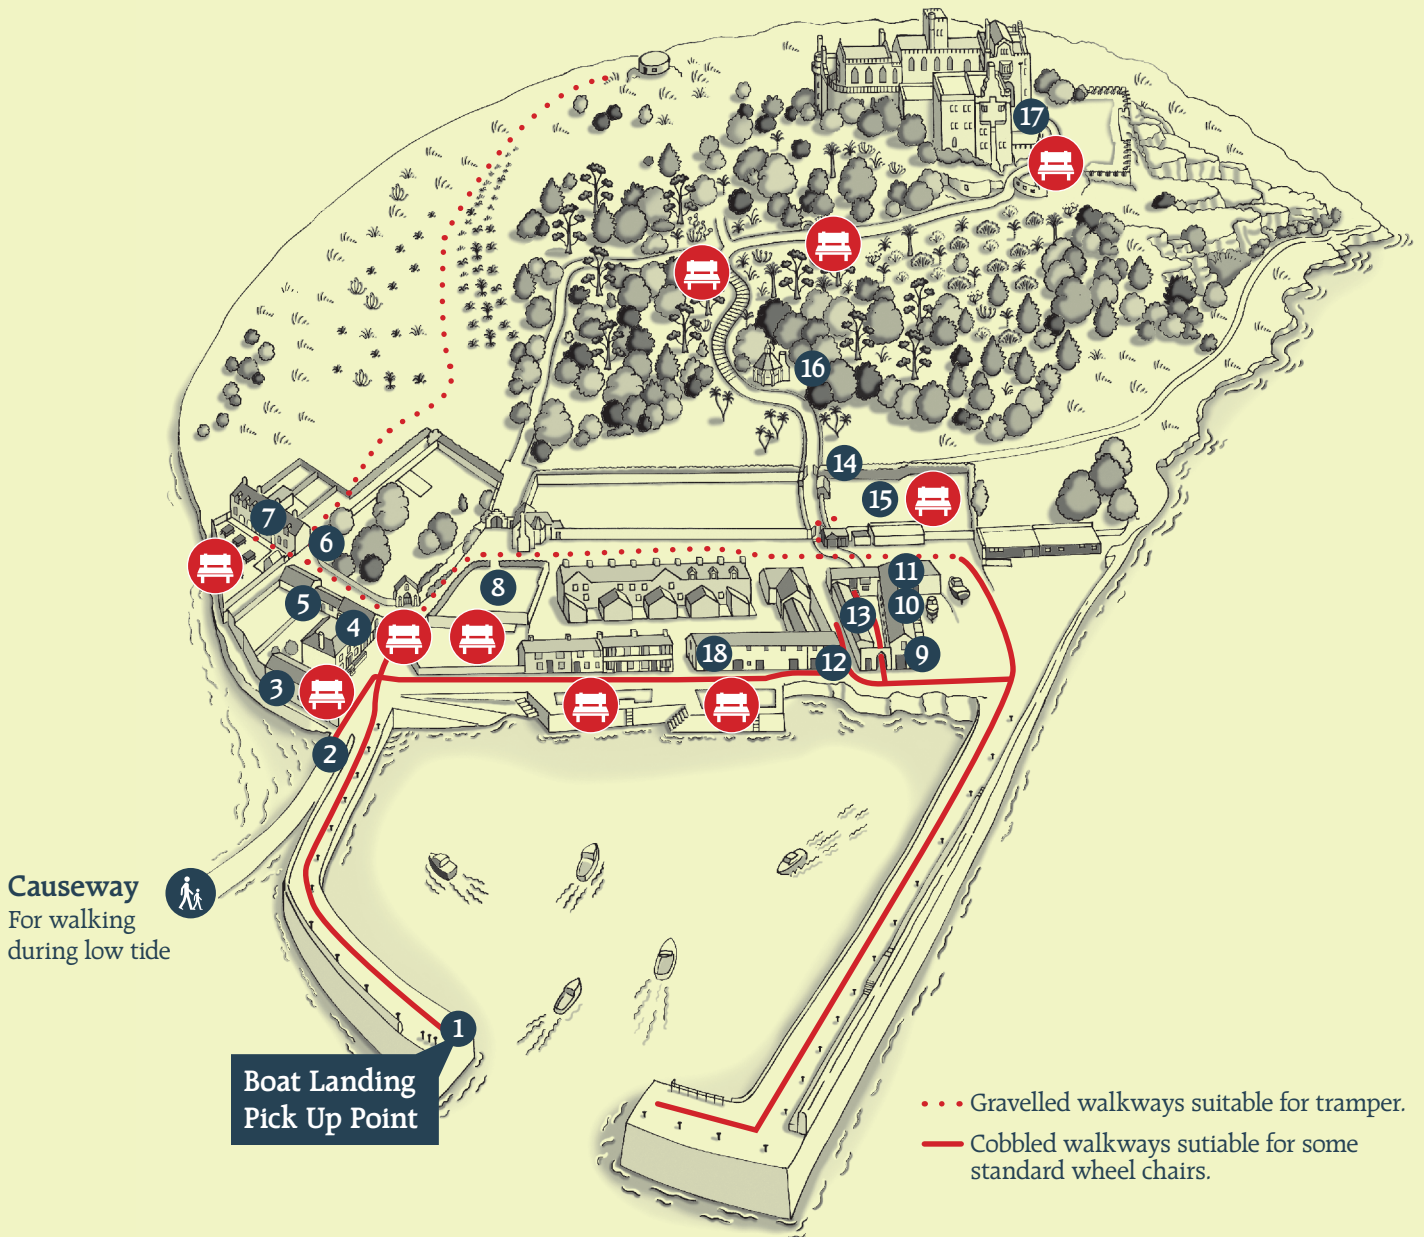 17
16
14
15
7
6
5
4
8
11
10
13
9
12
18
3
2
Causeway
For walking
during low tide
1
Boat Landing
Pick Up Point
Gravelled walkways suitable for tramper.
Cobbled walkways sutiable for some
standard wheel chairs.